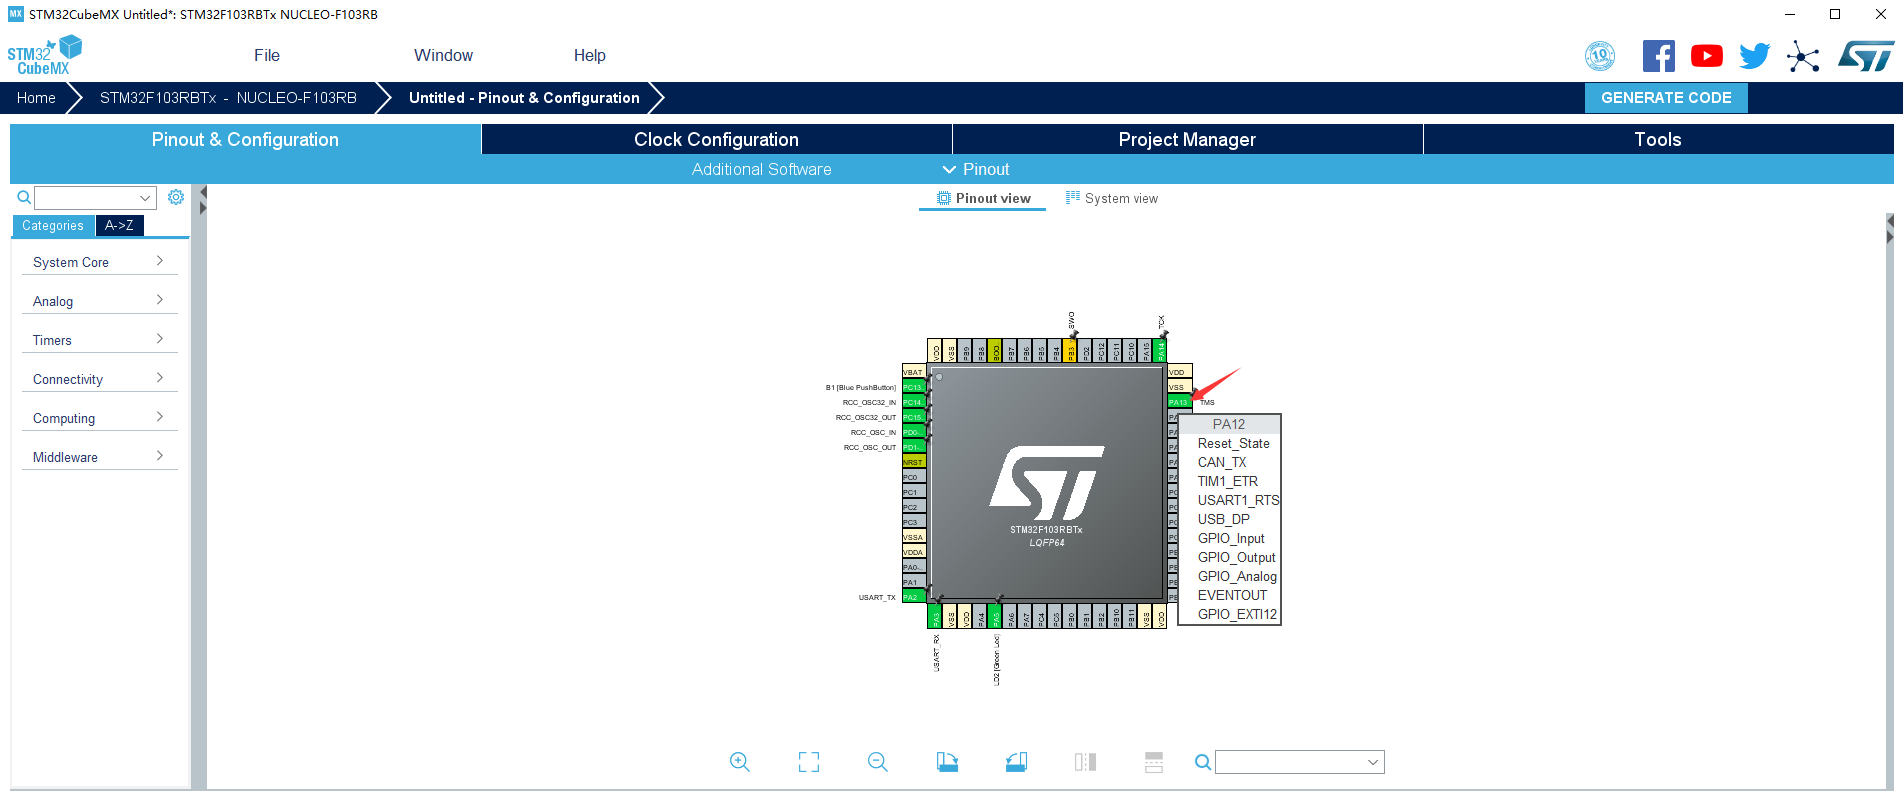 MX STM32CubeMX Untitled*: STM32F103RBTx NUCLEO-F103RB
STM32 CubeMX
File Window Help
10
Home STM32F103RBTx - NUCLEO-F103RB Untitled - Pinout & Configuration GENERATE CODE
Pinout & Configuration Clock Configuration Project Manager Tools
Additional Software Pinout
Pinout view System view
Categories A->Z
System Core
Analog
Timers
Connectivity
Computing
Middleware
SWO TCK
VDD VSS PB9 PB8 BOO PB7 PB6 PB5 PB4 PB3 PD2 PC12 PC11 PC10 PA15 PA14
VBAT
B1 [Blue PushButton] PC13..
RCC_OSC32_IN PC14..
RCC_OSC32_OUT PC15..
RCC_OSC_IN PD0-..
RCC_OSC_OUT PD1-..
NRST
PC0
PC1
PC2
PC3
VSSA
VDDA
PA0-..
PA1
USART_TX PA2
VDD
VSS
PA13 TMS
STM32F103RBTx
LQFP64
PA3 VSS VDD PA4 PA5 PA6 PA7 PC4 PC5 PB0 PB1 PB2 PB10 PB11 VSS VDD
USART_RX
LD2 [Green Led]
PA12
Reset_State
CAN_TX
TIM1_ETR
USART1_RTS
USB_DP
GPIO_Input
GPIO_Output
GPIO_Analog
EVENTOUT
GPIO_EXTI12